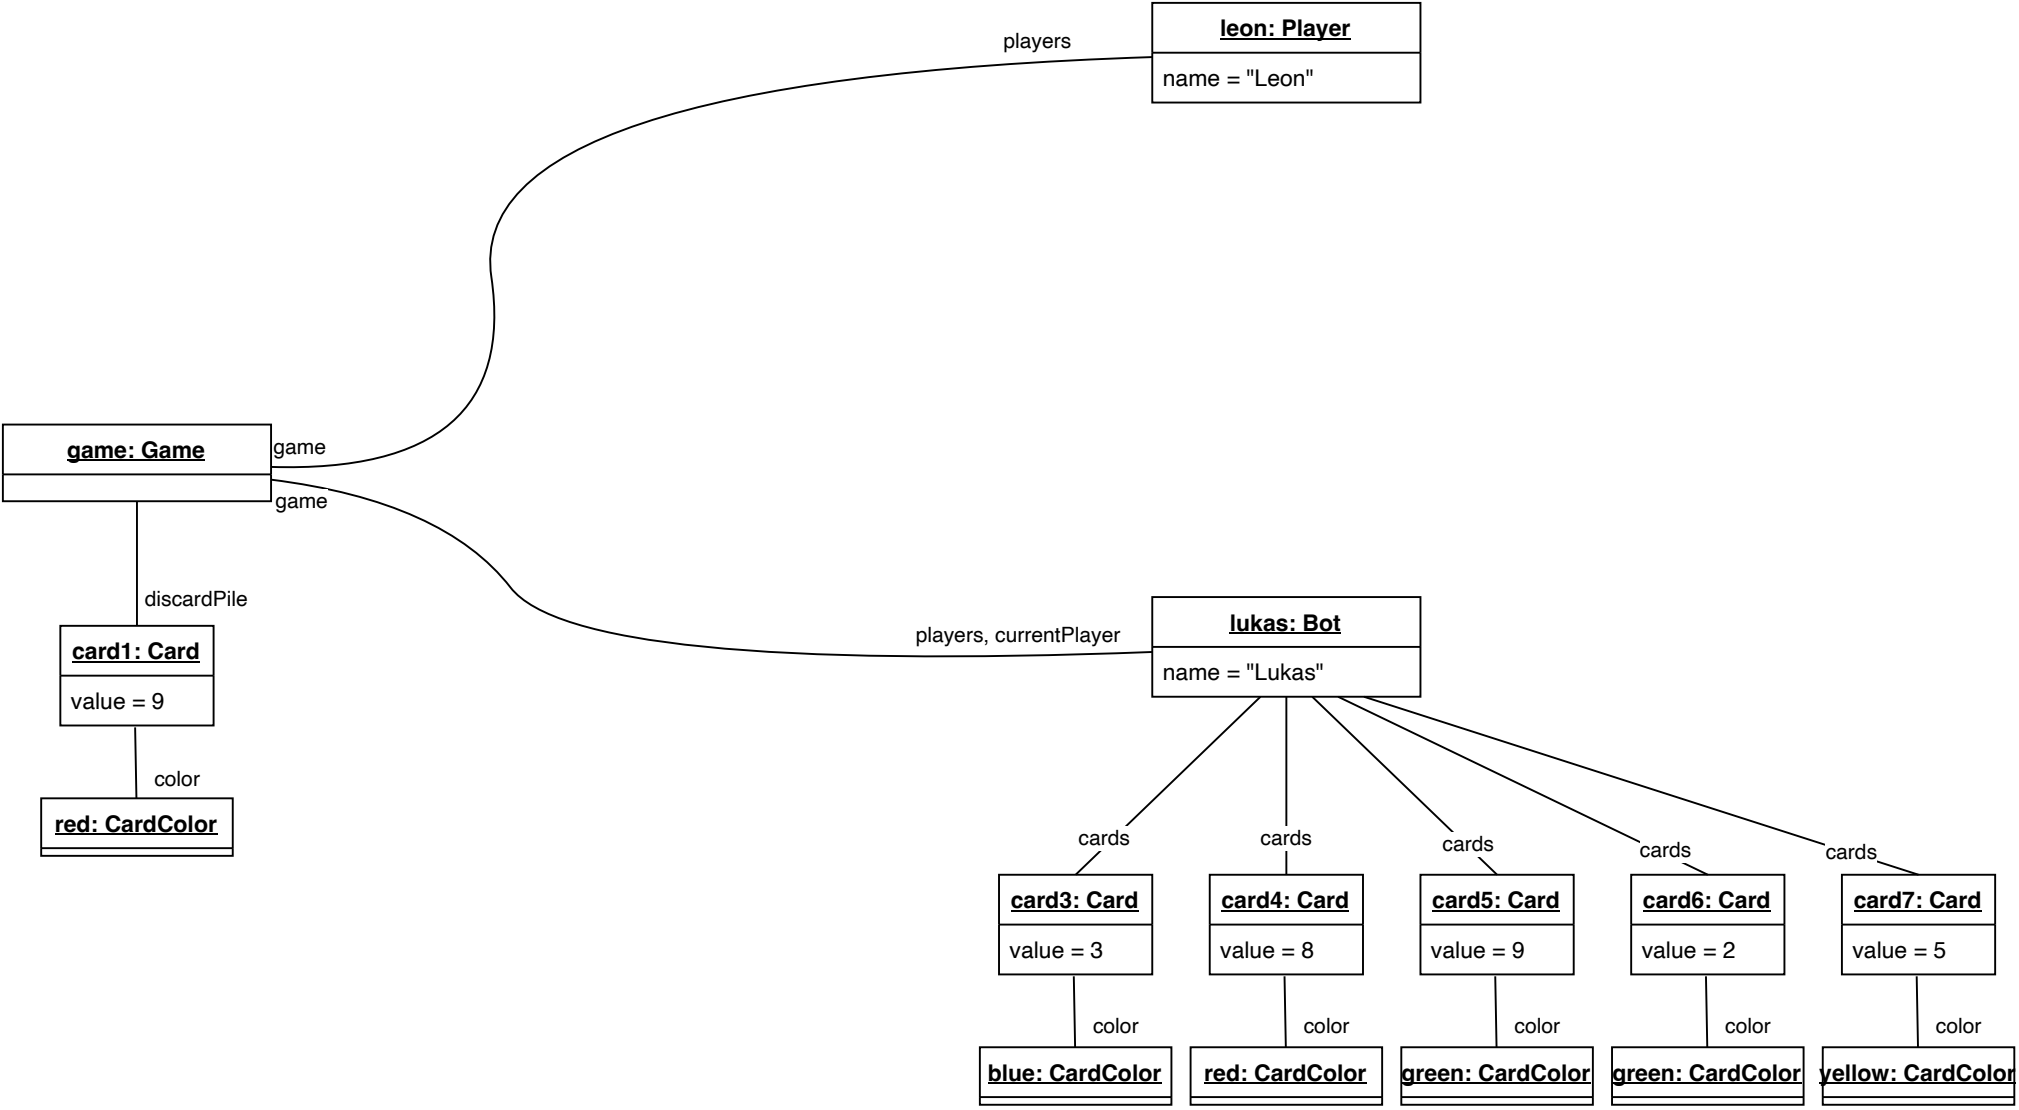 players
leon: Player
name = "Leon"
game: Game
game
game
discardPile
card1: Card
value = 9
color
red: CardColor
players, currentPlayer
lukas: Bot
name = "Lukas"
cards
cards
cards
cards
cards
card3: Card
card4: Card
card5: Card
card6: Card
card7: Card
value = 3
value = 8
value = 9
value = 2
value = 5
color
color
color
color
color
blue: CardColor
red: CardColor
green: CardColor
green: CardColor
yellow: CardColor